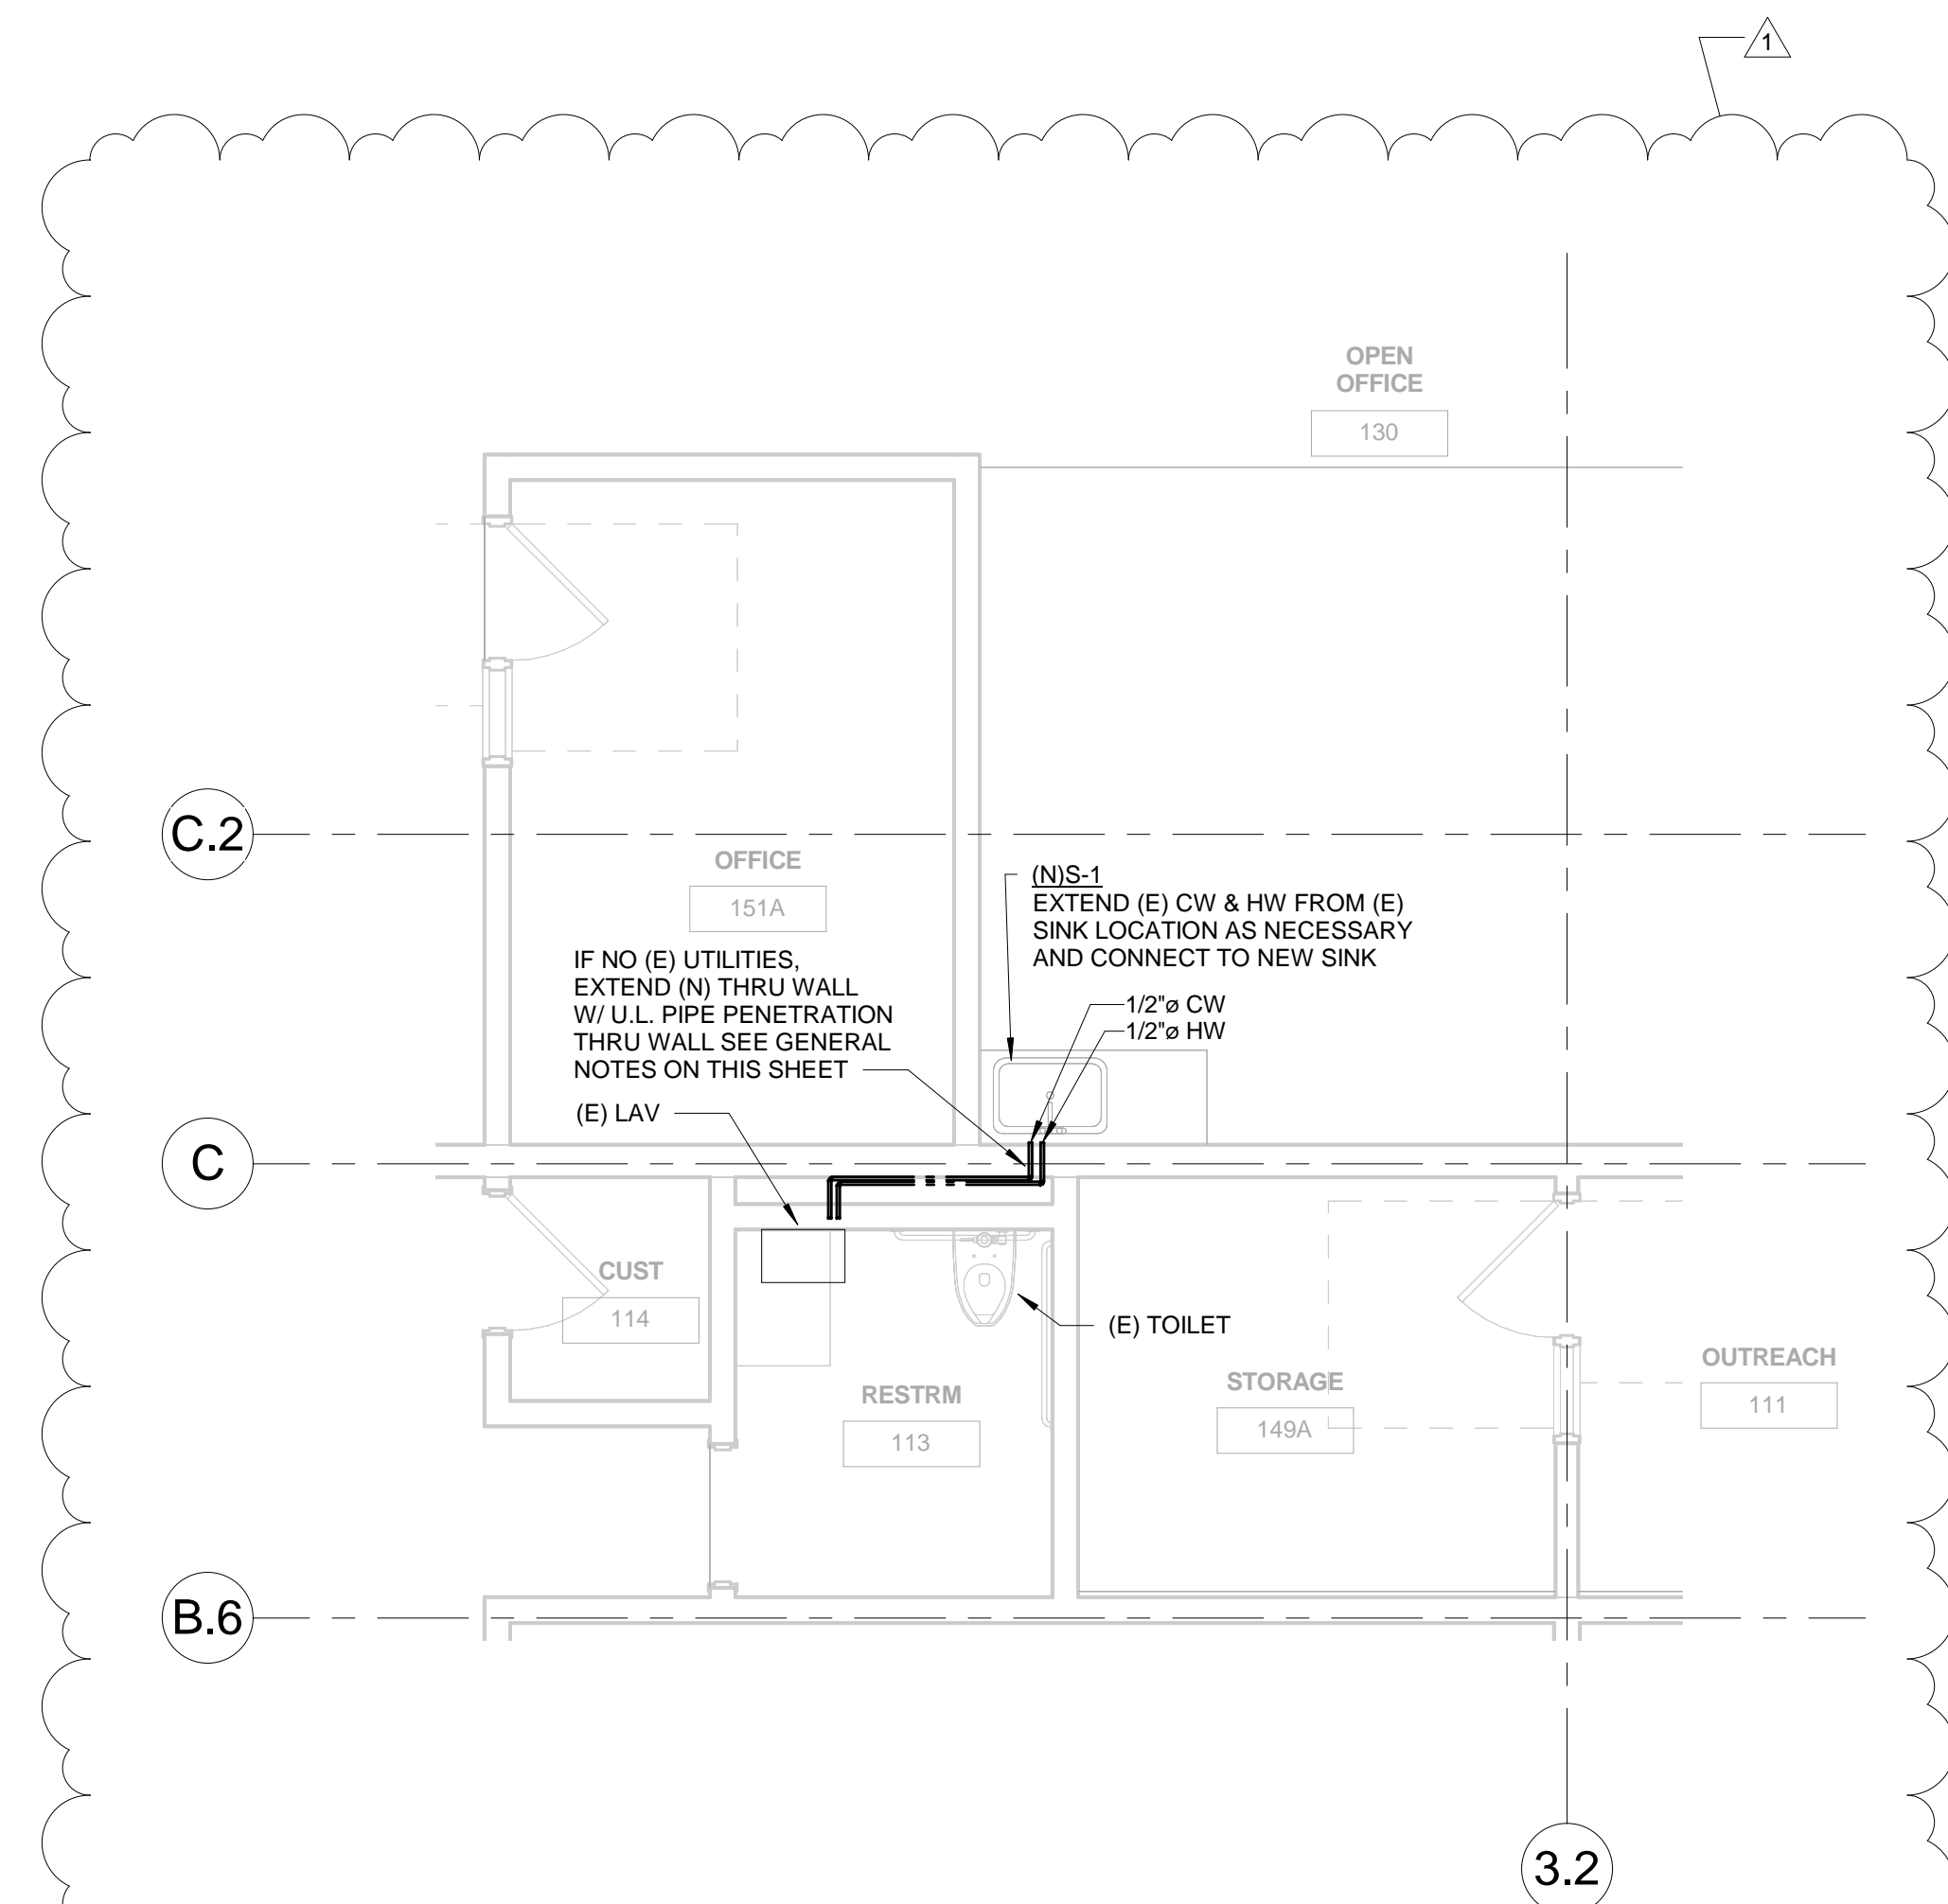 1
OPEN
OFFICE
130
C.2
OFFICE
151A
(N)S-1
EXTEND (E) CW & HW FROM (E)
SINK LOCATION AS NECESSARY
AND CONNECT TO NEW SINK
IF NO (E) UTILITIES,
EXTEND (N) THRU WALL
W/ U.L. PIPE PENETRATION
THRU WALL SEE GENERAL
NOTES ON THIS SHEET
1/2"ø CW
1/2"ø HW
(E) LAV
C
CUST
114
(E) TOILET
RESTRM
113
STORAGE
149A
OUTREACH
111
B.6
3.2